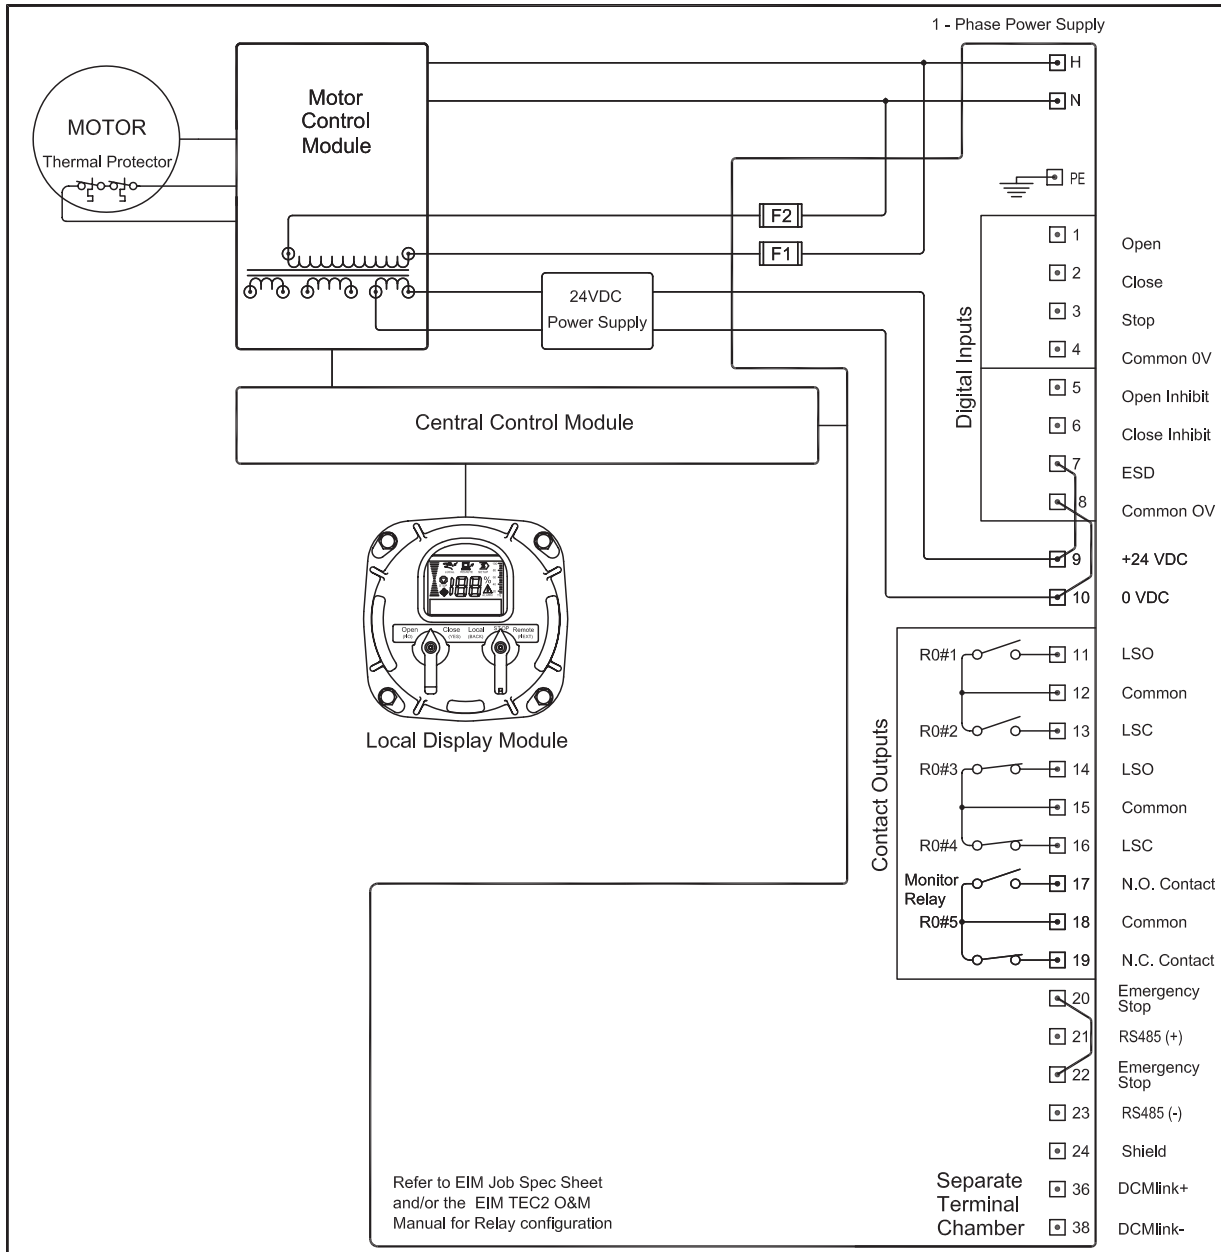 1 - Phase Power Supply
H
N
PE
Motor
Control
Module
MOTOR
Thermal Protector
F2
F1
24VDC
Power Supply
Central Control Module
188 %
Open (NO)
Close (YES)
Local (BACK)
STOP
Remote (NEXT)
R
Local Display Module
Digital Inputs
1 Open
2 Close
3 Stop
4 Common 0V
5 Open Inhibit
6 Close Inhibit
7 ESD
8 Common OV
9 +24 VDC
10 0 VDC
Contact Outputs
R0#1 11 LSO
12 Common
R0#2 13 LSC
R0#3 14 LSO
15 Common
R0#4 16 LSC
Monitor
Relay
17 N.O. Contact
R0#5 18 Common
19 N.C. Contact
20 Emergency
Stop
21 RS485 (+)
22 Emergency
Stop
23 RS485 (-)
24 Shield
36 DCMlink+
38 DCMlink-
Separate
Terminal
Chamber
Refer to EIM Job Spec Sheet
and/or the EIM TEC2 O&M
Manual for Relay configuration